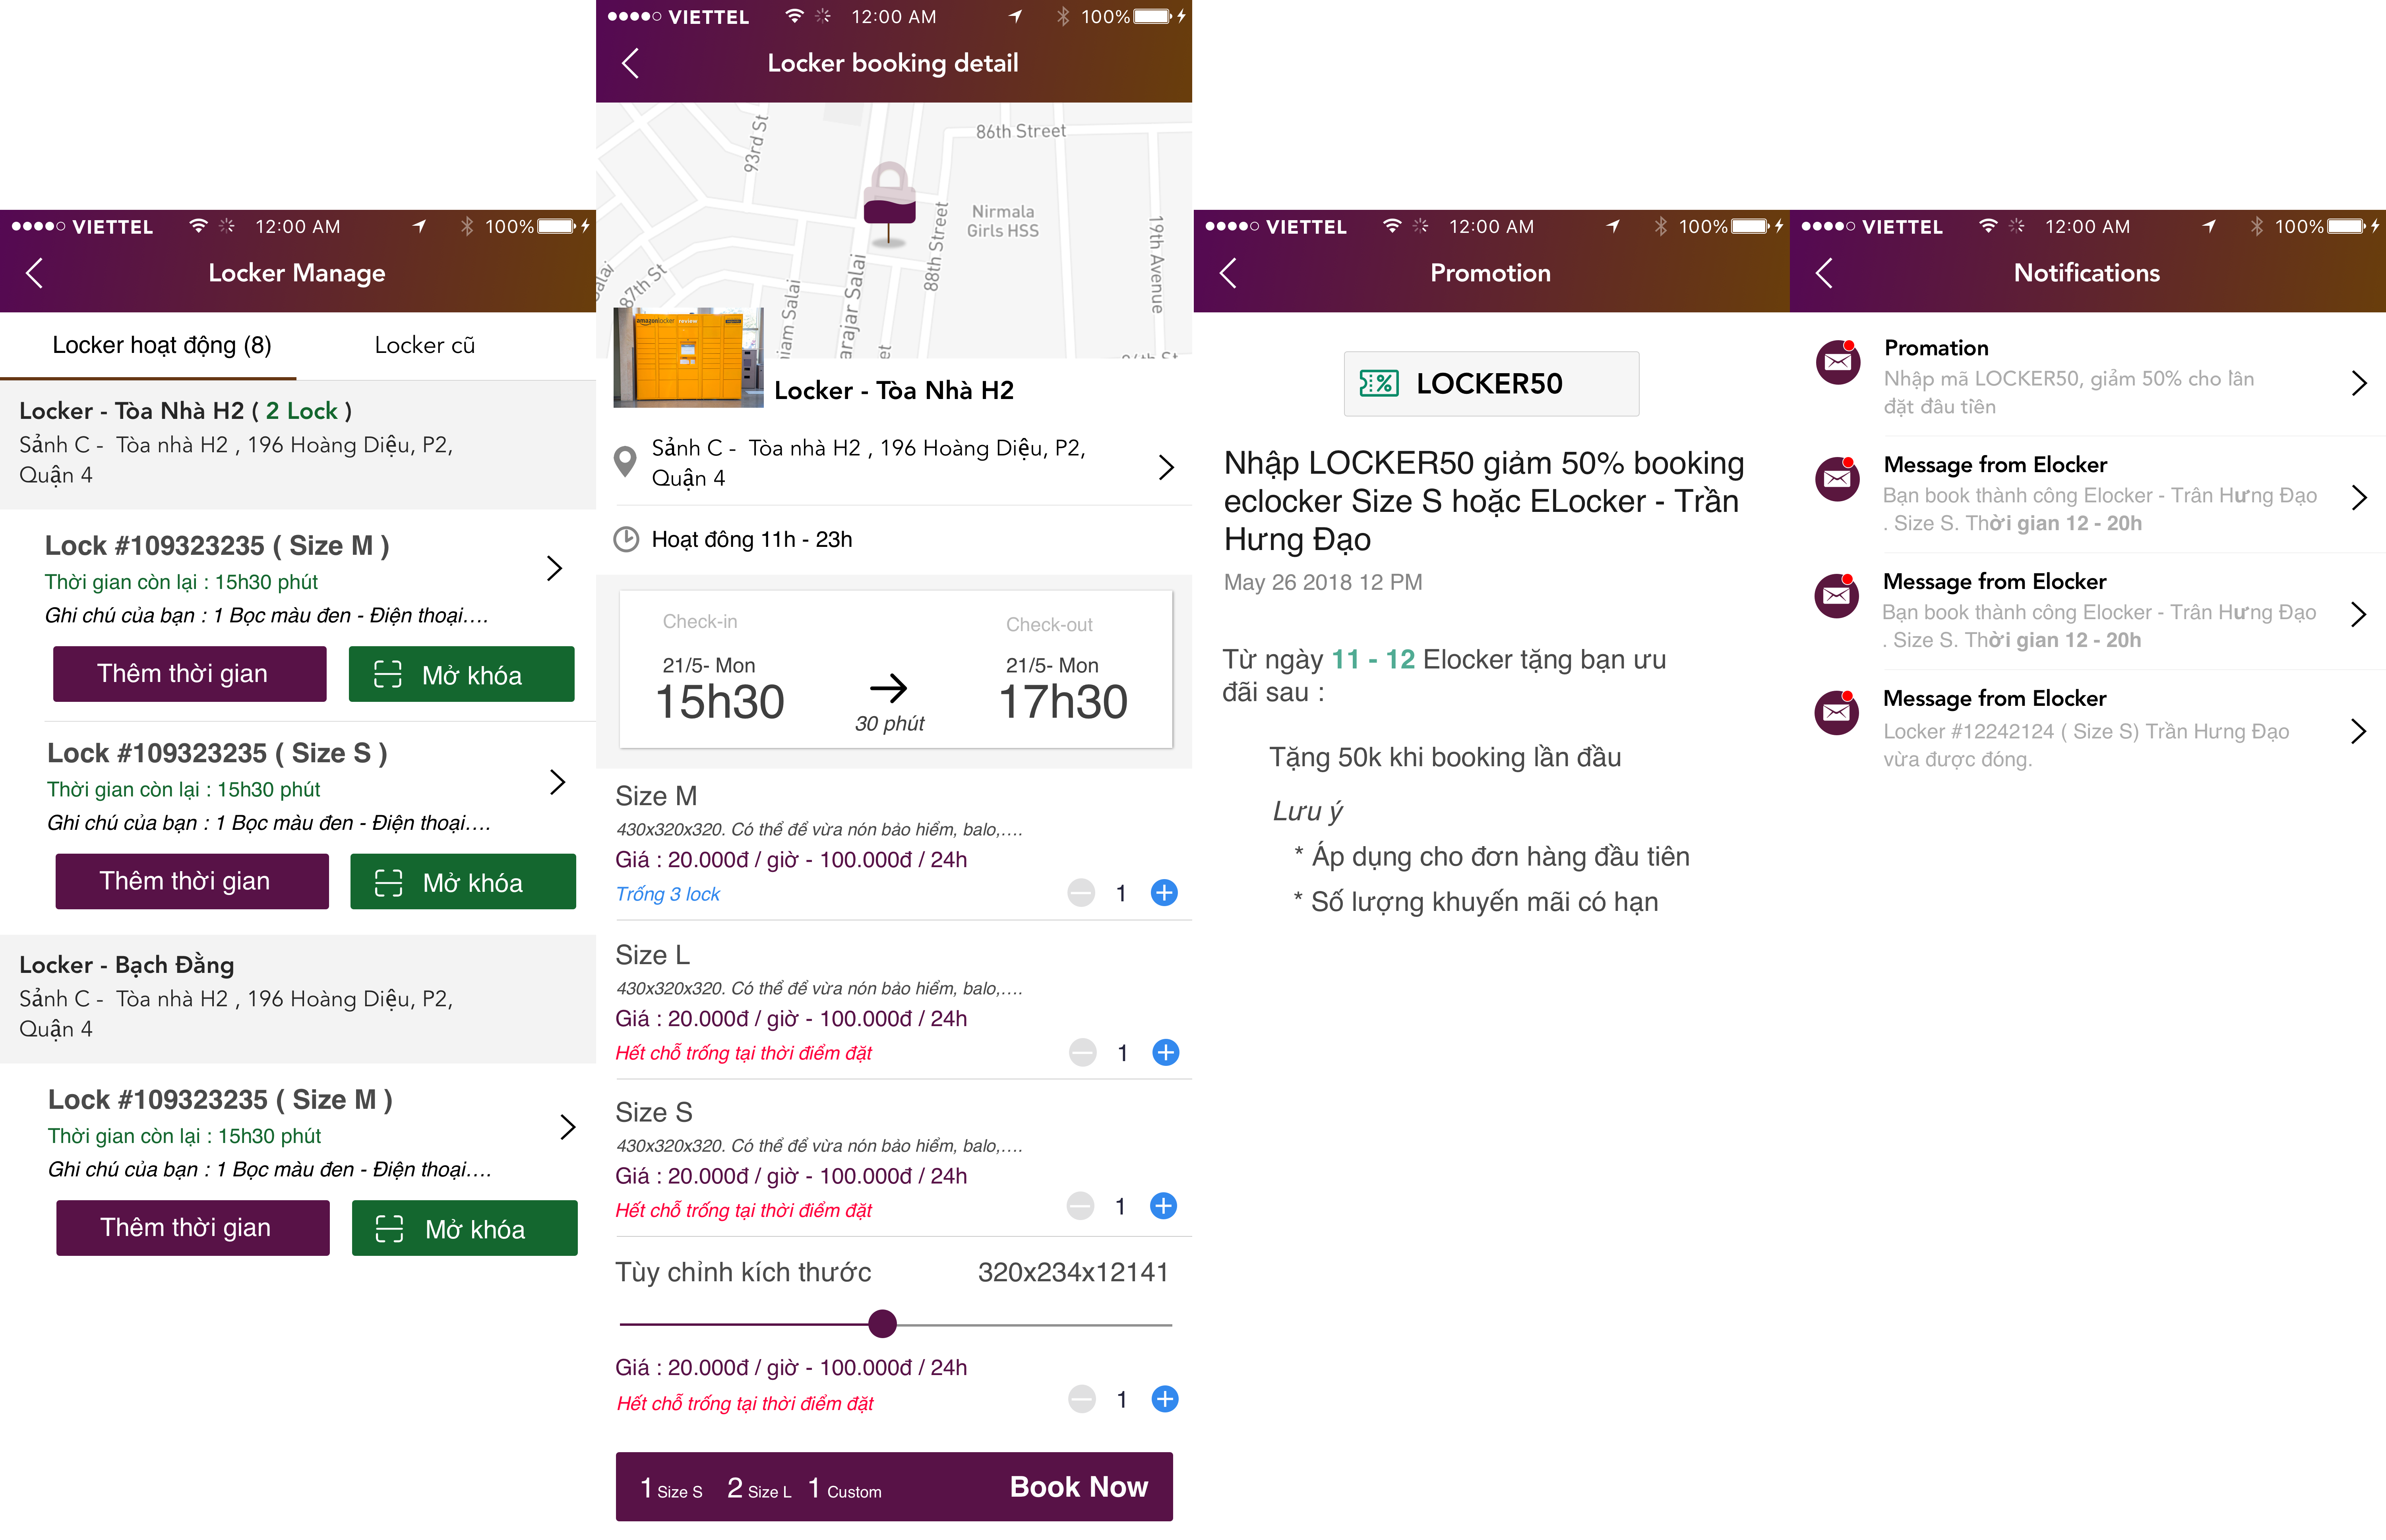 VIETTEL 12:00 AM 100%
Locker Manage
Locker hoạt động (8) Locker cũ
Locker - Tòa Nhà H2 ( 2 Lock )
Sảnh C - Tòa nhà H2 , 196 Hoàng Diệu, P2,
Quận 4
Lock #109323235 ( Size M )
Thời gian còn lại : 15h30 phút
Ghi chú của bạn : 1 Bọc màu đen - Điện thoại....
Thêm thời gian Mở khóa
Lock #109323235 ( Size S )
Thời gian còn lại : 15h30 phút
Ghi chú của bạn : 1 Bọc màu đen - Điện thoại....
Thêm thời gian Mở khóa
Locker - Bạch Đằng
Sảnh C - Tòa nhà H2 , 196 Hoàng Diệu, P2,
Quận 4
Lock #109323235 ( Size M )
Thời gian còn lại : 15h30 phút
Ghi chú của bạn : 1 Bọc màu đen - Điện thoại....
Thêm thời gian Mở khóa
VIETTEL 12:00 AM 100%
Locker booking detail
93rd St
86th Street
Nirmala
Girls HSS
88th Street
19th Avenue
87th St
arajar Salai
iam Salai
alai
amazonlocker review
Locker - Tòa Nhà H2
Sảnh C - Tòa nhà H2 , 196 Hoàng Diệu, P2,
Quận 4
Hoạt đông 11h - 23h
Check-in Check-out
21/5- Mon 21/5- Mon
15h30 17h30
30 phút
Size M
430x320x320. Có thể để vừa nón bảo hiểm, balo,....
Giá : 20.000đ / giờ - 100.000đ / 24h
Trống 3 lock 1
Size L
430x320x320. Có thể để vừa nón bảo hiểm, balo,....
Giá : 20.000đ / giờ - 100.000đ / 24h
Hết chỗ trống tại thời điểm đặt 1
Size S
430x320x320. Có thể để vừa nón bảo hiểm, balo,....
Giá : 20.000đ / giờ - 100.000đ / 24h
Hết chỗ trống tại thời điểm đặt 1
Tùy chỉnh kích thước 320x234x12141
Giá : 20.000đ / giờ - 100.000đ / 24h
Hết chỗ trống tại thời điểm đặt 1
1 Size S 2 Size L 1 Custom Book Now
VIETTEL 12:00 AM 100%
Promotion
LOCKER50
Nhập LOCKER50 giảm 50% booking
eclocker Size S hoặc ELocker - Trần
Hưng Đạo
May 26 2018 12 PM
Từ ngày 11 - 12 Elocker tặng bạn ưu
đãi sau :
Tặng 50k khi booking lần đầu
Lưu ý
* Áp dụng cho đơn hàng đầu tiên
* Số lượng khuyến mãi có hạn
VIETTEL 12:00 AM 100%
Notifications
Promation
Nhập mã LOCKER50, giảm 50% cho lần
đặt đầu tiên
Message from Elocker
Bạn book thành công Elocker - Trân Hưng Đạo
. Size S. Thời gian 12 - 20h
Message from Elocker
Bạn book thành công Elocker - Trân Hưng Đạo
. Size S. Thời gian 12 - 20h
Message from Elocker
Locker #12242124 ( Size S) Trần Hưng Đạo
vừa được đóng.